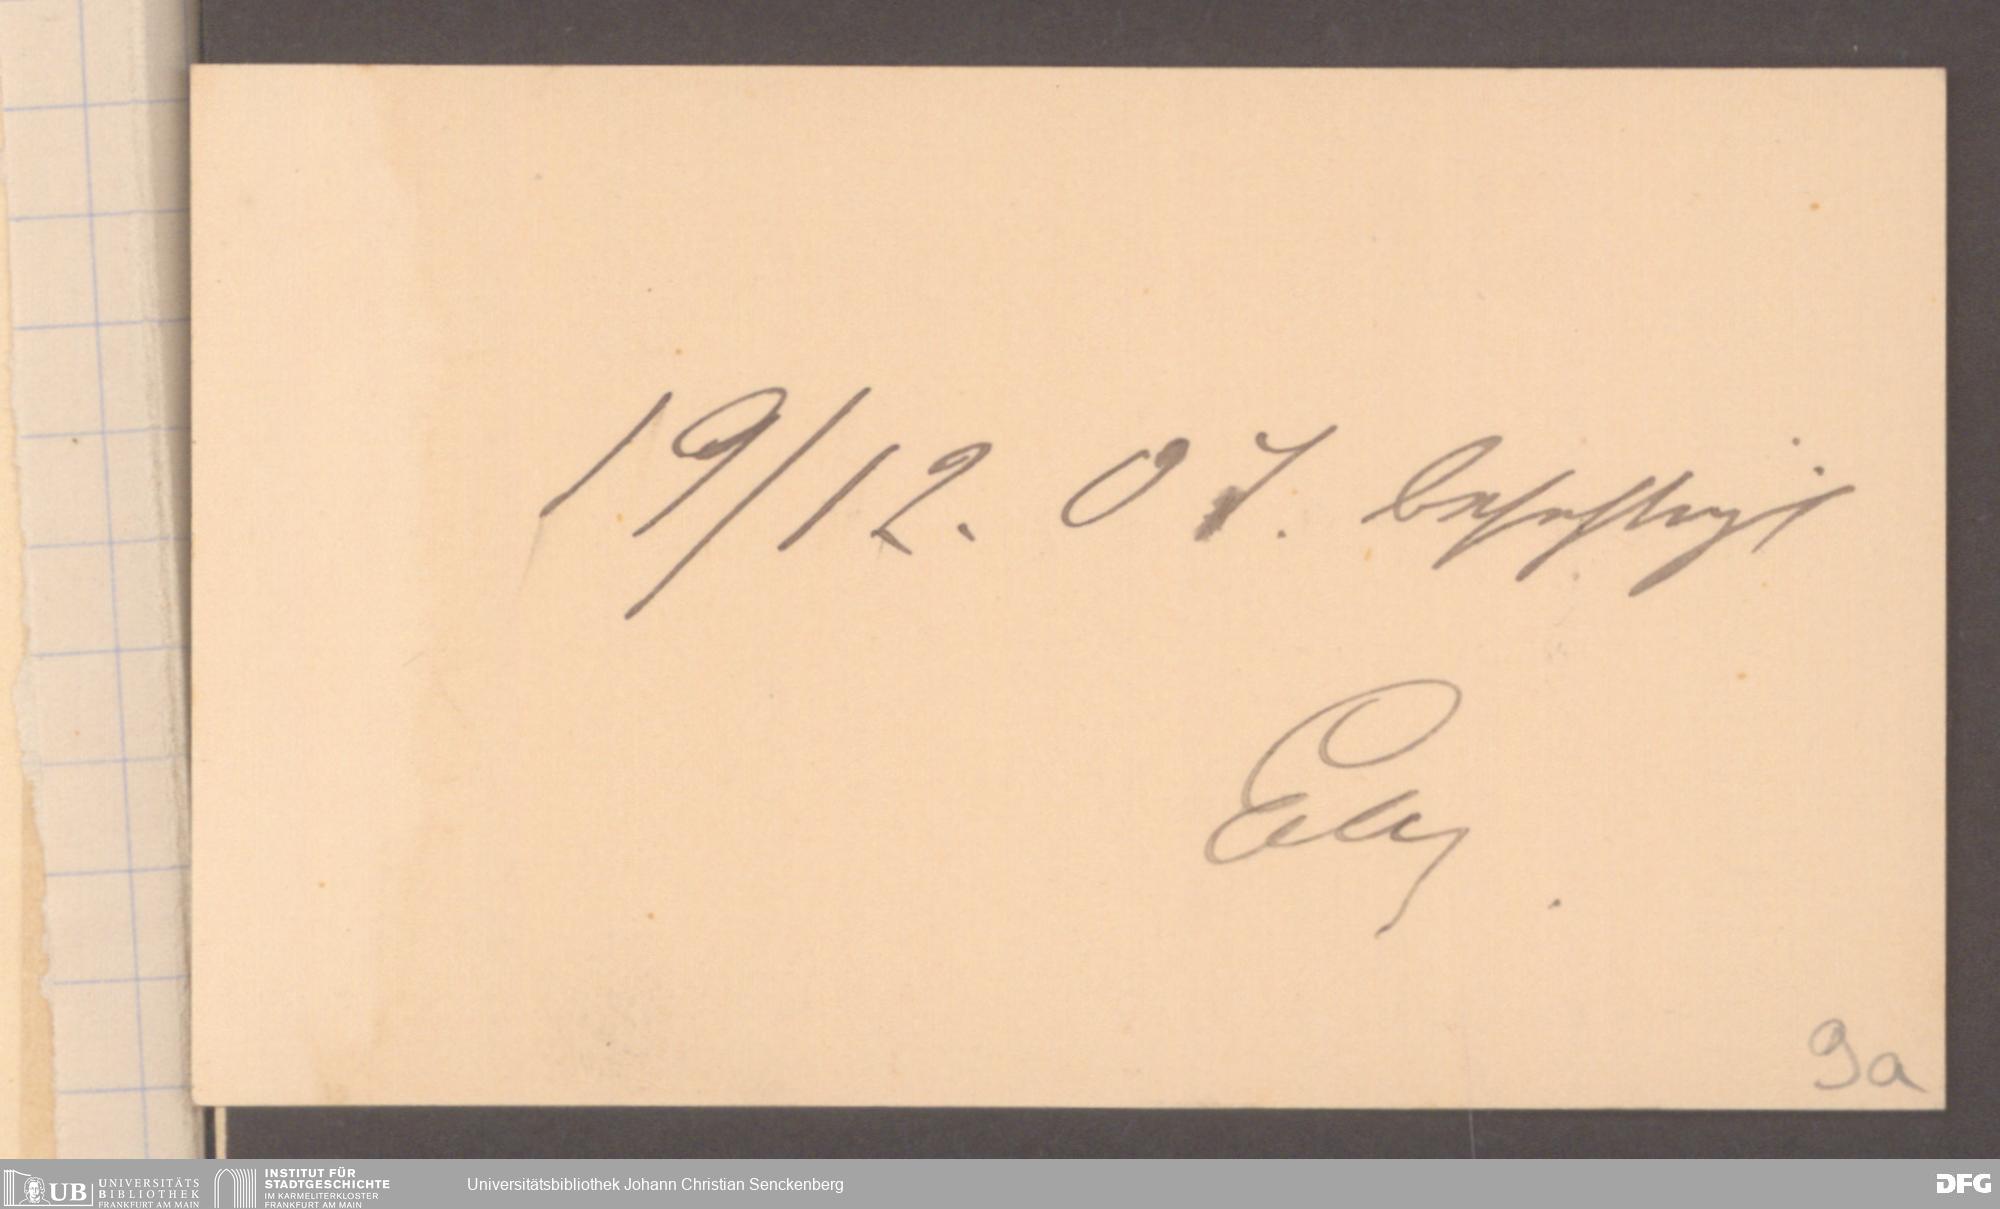 19/12. 07. besichtigt
9a
UB UNIVERSITÄTS
BIBLIOTHEK
FRANKFURT AM MAIN
INSTITUT FÜR
STADTGESCHICHTE
IM KARMELITERKLOSTER
FRANKFURT AM MAIN
Universitätsbibliothek Johann Christian Senckenberg
DFG